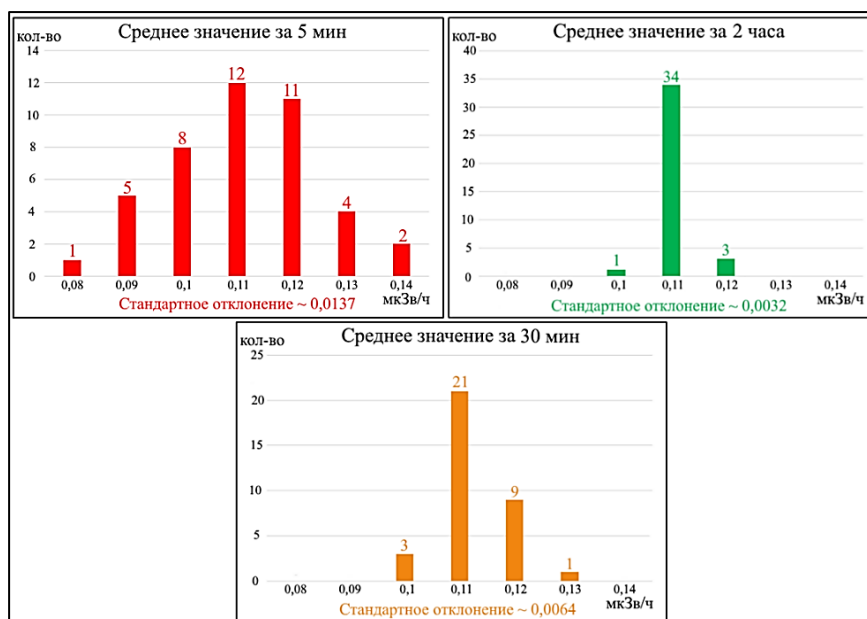 Среднее значение за 5 мин
кол-во
14
12
10
8
6
4
2
0
1
5
8
12
11
4
2
0,08 0,09 0,1 0,11 0,12 0,13 0,14
мкЗв/ч
Стандартное отклонение ~ 0,0137
Среднее значение за 2 часа
кол-во
40
35
30
25
20
15
10
5
0
1
34
3
0,08 0,09 0,1 0,11 0,12 0,13 0,14
мкЗв/ч
Стандартное отклонение ~ 0,0032
Среднее значение за 30 мин
кол-во
25
20
15
10
5
0
3
21
9
1
0,08 0,09 0,1 0,11 0,12 0,13 0,14
мкЗв/ч
Стандартное отклонение ~ 0,0064